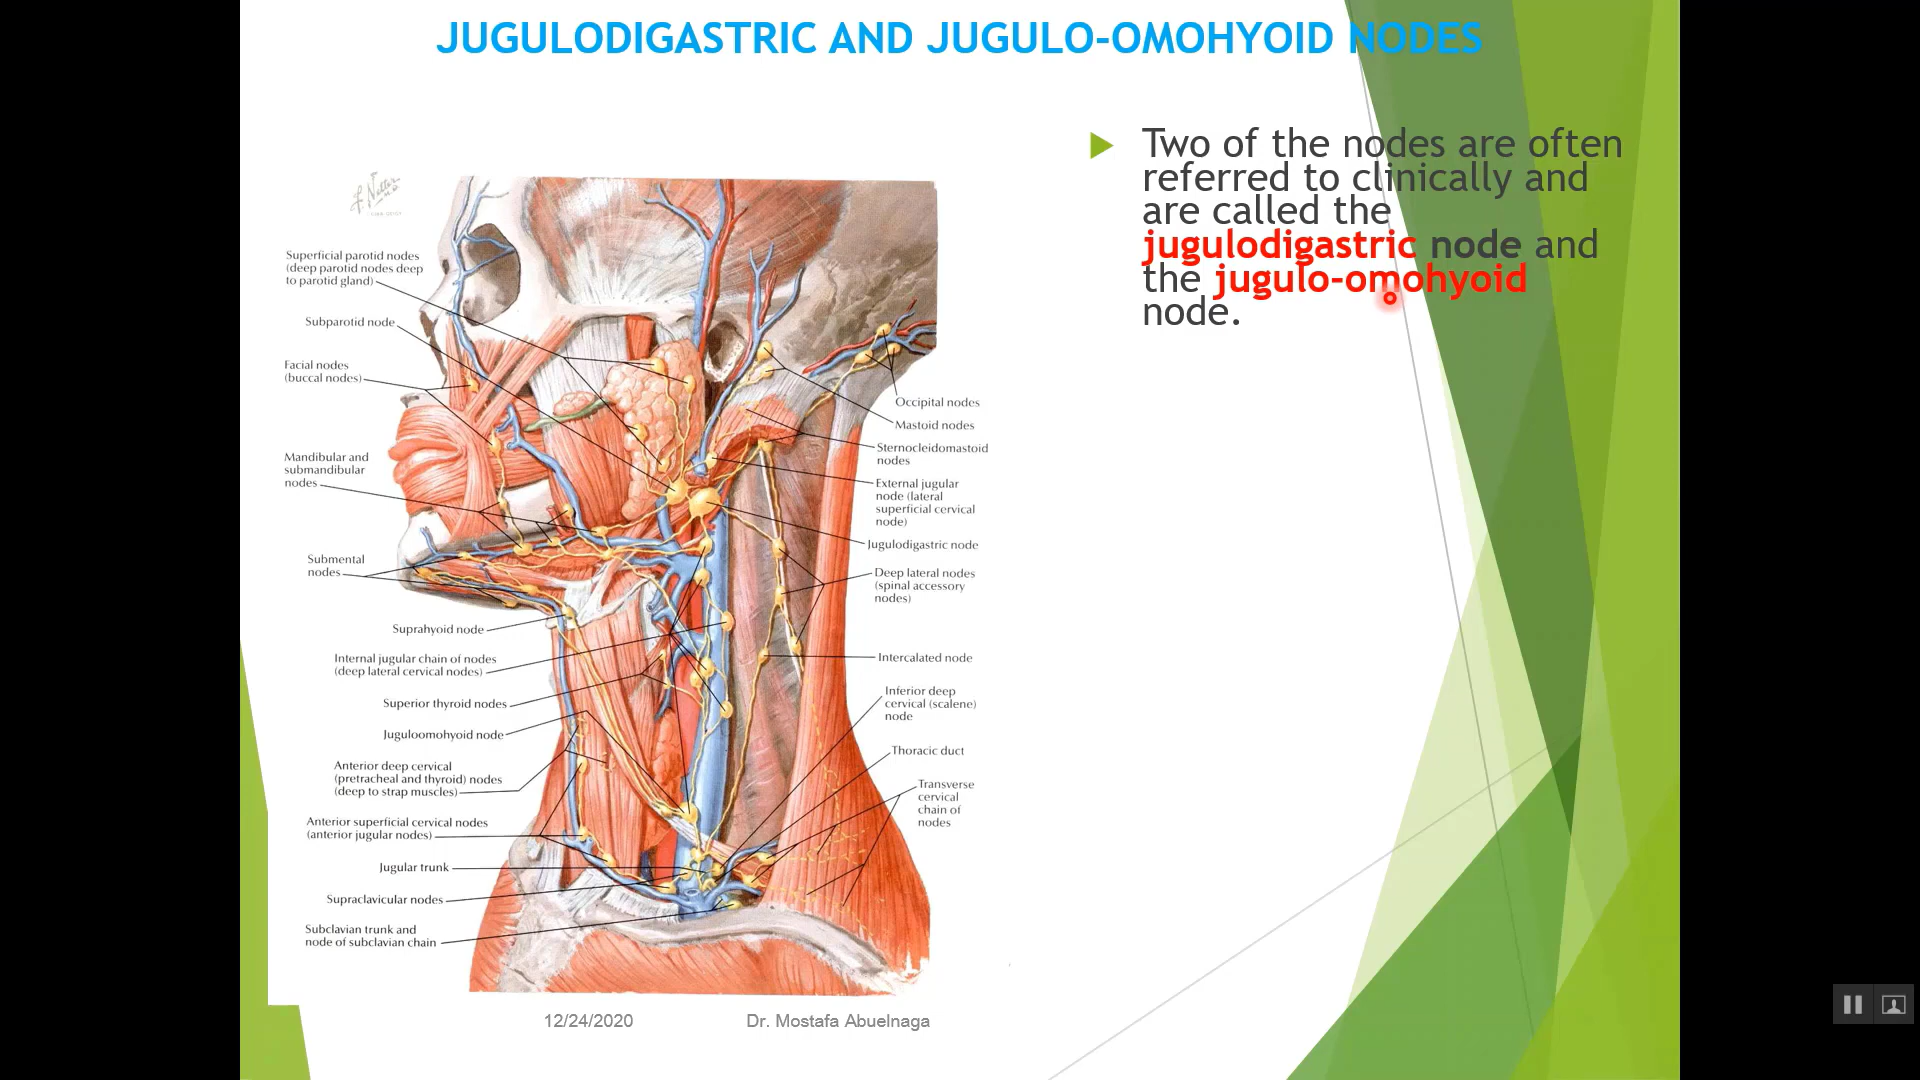 JUGULODIGASTRIC AND JUGULO-OMOHYOID NODES
Two of the nodes are often
referred to clinically and
are called the
jugulodigastric node and
the jugulo-omohyoid
node.
Superficial parotid nodes
(deep parotid nodes deep
to parotid gland)
Subparotid node
Facial nodes
(buccal nodes)
Mandibular and
submandibular
nodes
Submental
nodes
Suprahyoid node
Internal jugular chain of nodes
(deep lateral cervical nodes)
Superior thyroid nodes
Juguloomohyoid node
Anterior deep cervical
(pretracheal and thyroid) nodes
(deep to strap muscles)
Anterior superficial cervical nodes
(anterior jugular nodes)
Jugular trunk
Supraclavicular nodes
Subclavian trunk and
node of subclavian chain
Occipital nodes
Mastoid nodes
Sternocleidomastoid
nodes
External jugular
node (lateral
superficial cervical
node)
Jugulodigastric node
Deep lateral nodes
(spinal accessory
nodes)
Intercalated node
Inferior deep
cervical (scalene)
node
Thoracic duct
Transverse
cervical
chain of
nodes
12/24/2020
Dr. Mostafa Abuelnaga